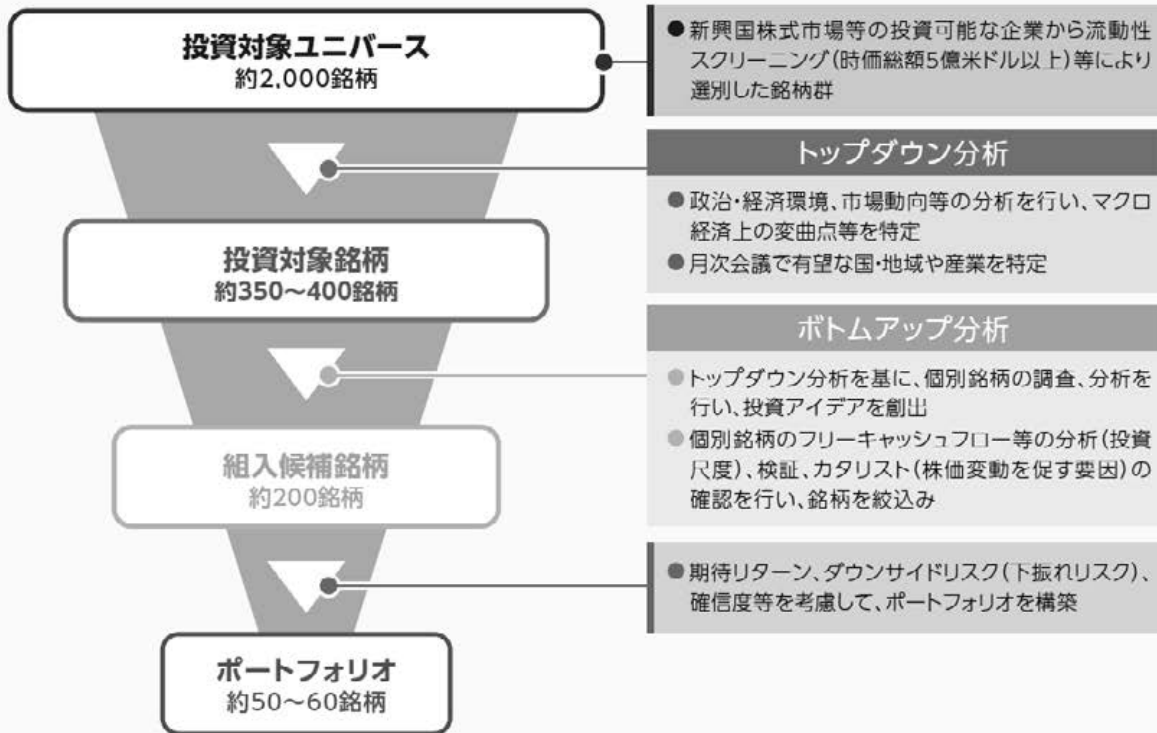 投資対象ユニバース
約2,000銘柄
●新興国株式市場等の投資可能な企業から流動性
スクリーニング(時価総額5億米ドル以上)等により
選別した銘柄群
トップダウン分析
●政治・経済環境、市場動向等の分析を行い、マクロ
経済上の変曲点等を特定
●月次会議で有望な国・地域や産業を特定
投資対象銘柄
約350〜400銘柄
ボトムアップ分析
●トップダウン分析を基に、個別銘柄の調査、分析を
行い、投資アイデアを創出
●個別銘柄のフリーキャッシュフロー等の分析(投資
尺度)、検証、カタリスト(株価変動を促す要因)の
確認を行い、銘柄を絞込み
組入候補銘柄
約200銘柄
●期待リターン、ダウンサイドリスク(下振れリスク)、
確信度等を考慮して、ポートフォリオを構築
ポートフォリオ
約50〜60銘柄